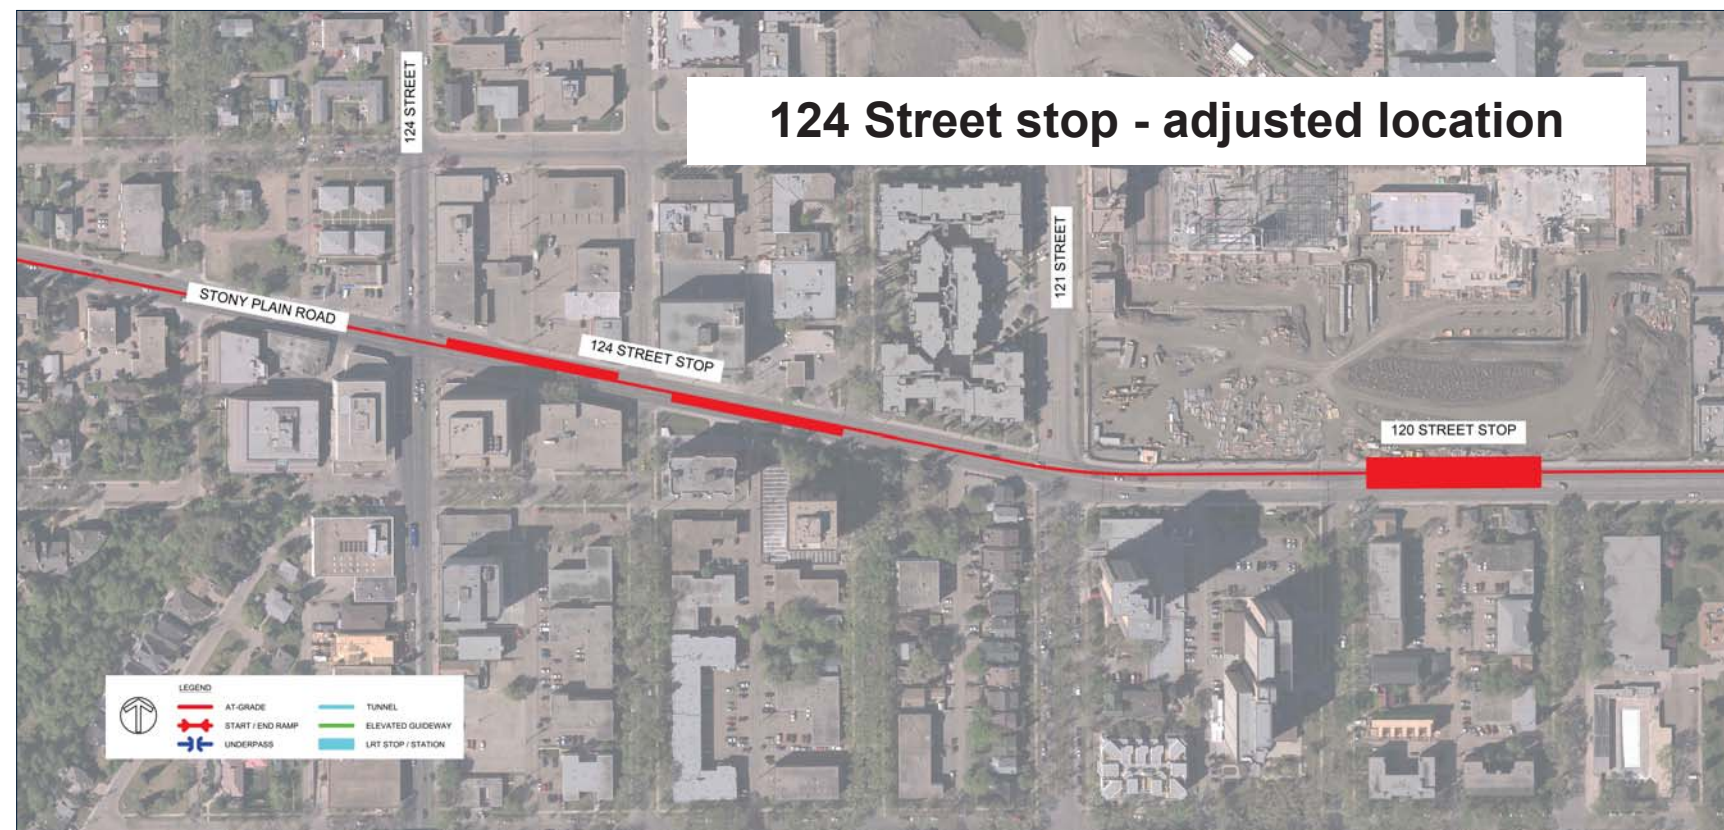 124 Street stop - adjusted location
124 STREET
121 STREET
STONY PLAIN ROAD
124 STREET STOP
120 STREET STOP
LEGEND
AT-GRADE
START / END RAMP
UNDERPASS
TUNNEL
ELEVATED GUIDEWAY
LRT STOP / STATION